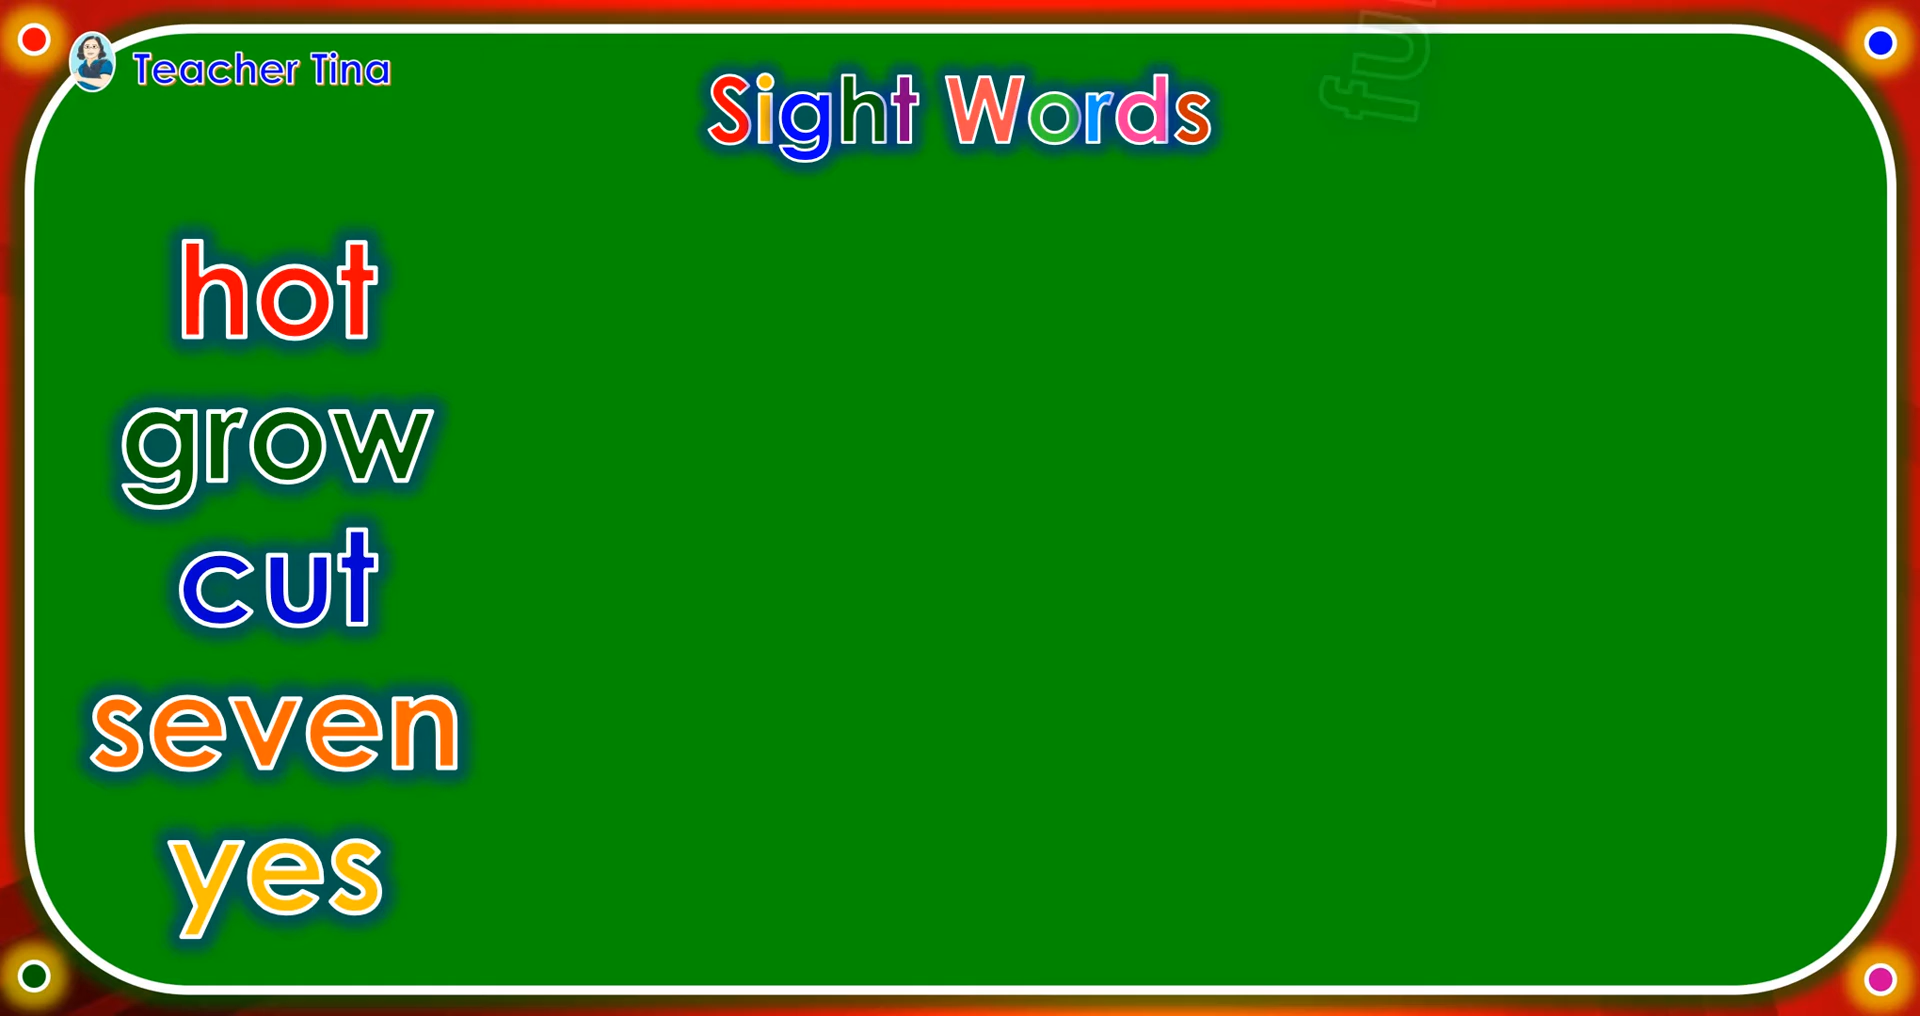 Teacher Tina
Sight Words
hot
grow
cut
seven
yes